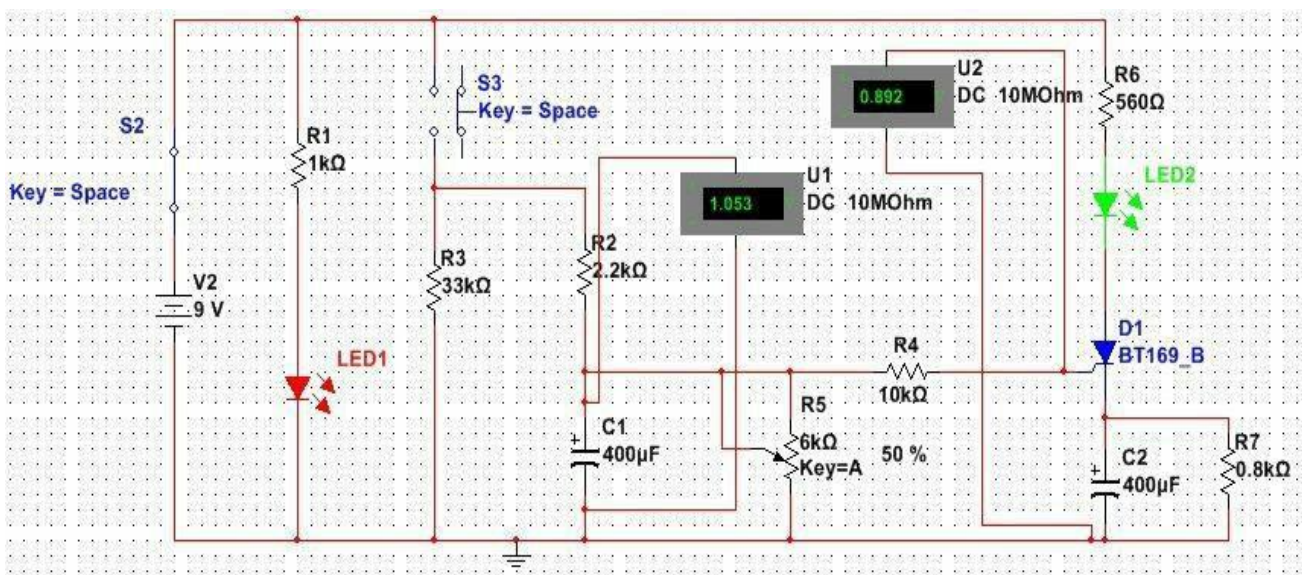 S2
Key = Space
V2
9 V
R1
1kΩ
LED1
S3
Key = Space
R3
33kΩ
R2
2.2kΩ
C1
400µF
U1
1.053
DC 10MOhm
U2
0.892
DC 10MOhm
R4
10kΩ
R5
6kΩ
Key=A
50 %
R6
560Ω
LED2
D1
BT169_B
C2
400µF
R7
0.8kΩ